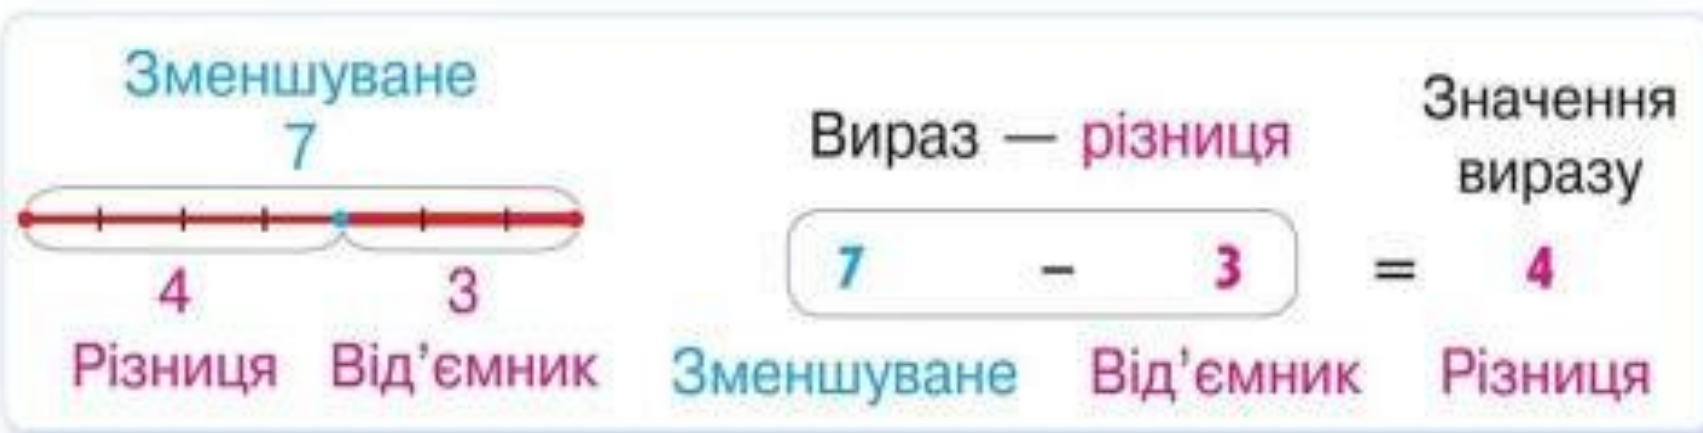 Зменшуване
7
4 3
Різниця Від’ємник
Вираз — різниця
Значення
виразу
7 – 3 = 4
Зменшуване Від’ємник Різниця